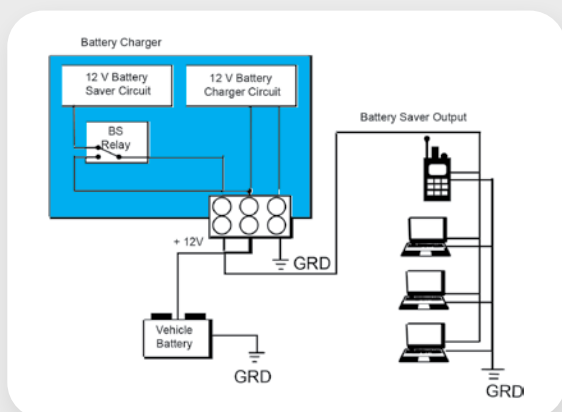 Battery Charger
12 V Battery
Saver Circuit
12 V Battery
Charger Circuit
BS
Relay
Battery Saver Output
+ 12V
GRD
Vehicle
Battery
GRD
GRD